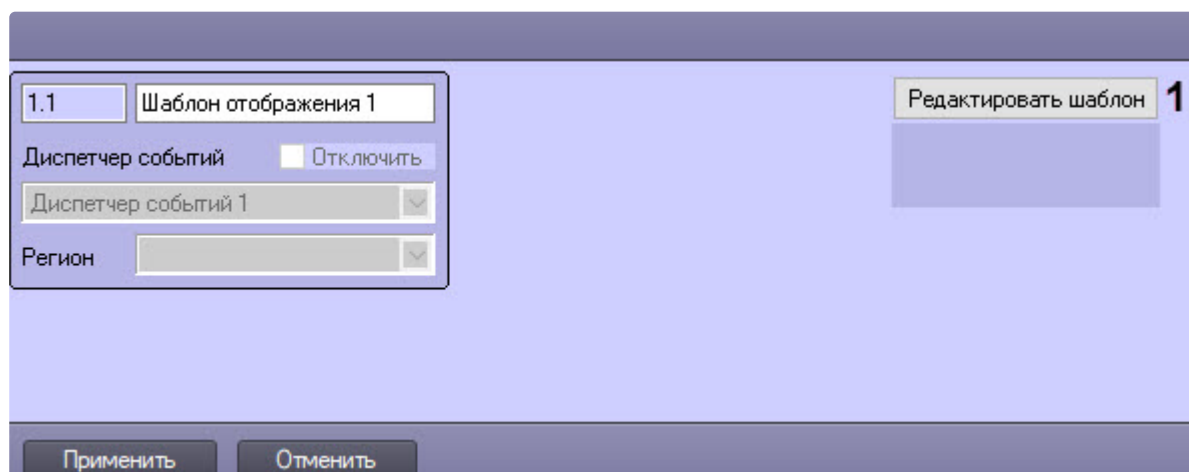 1.1 Шаблон отображения 1
Редактировать шаблон 1
Диспетчер событий Отключить
Диспетчер событий 1
Регион
Применить Отменить